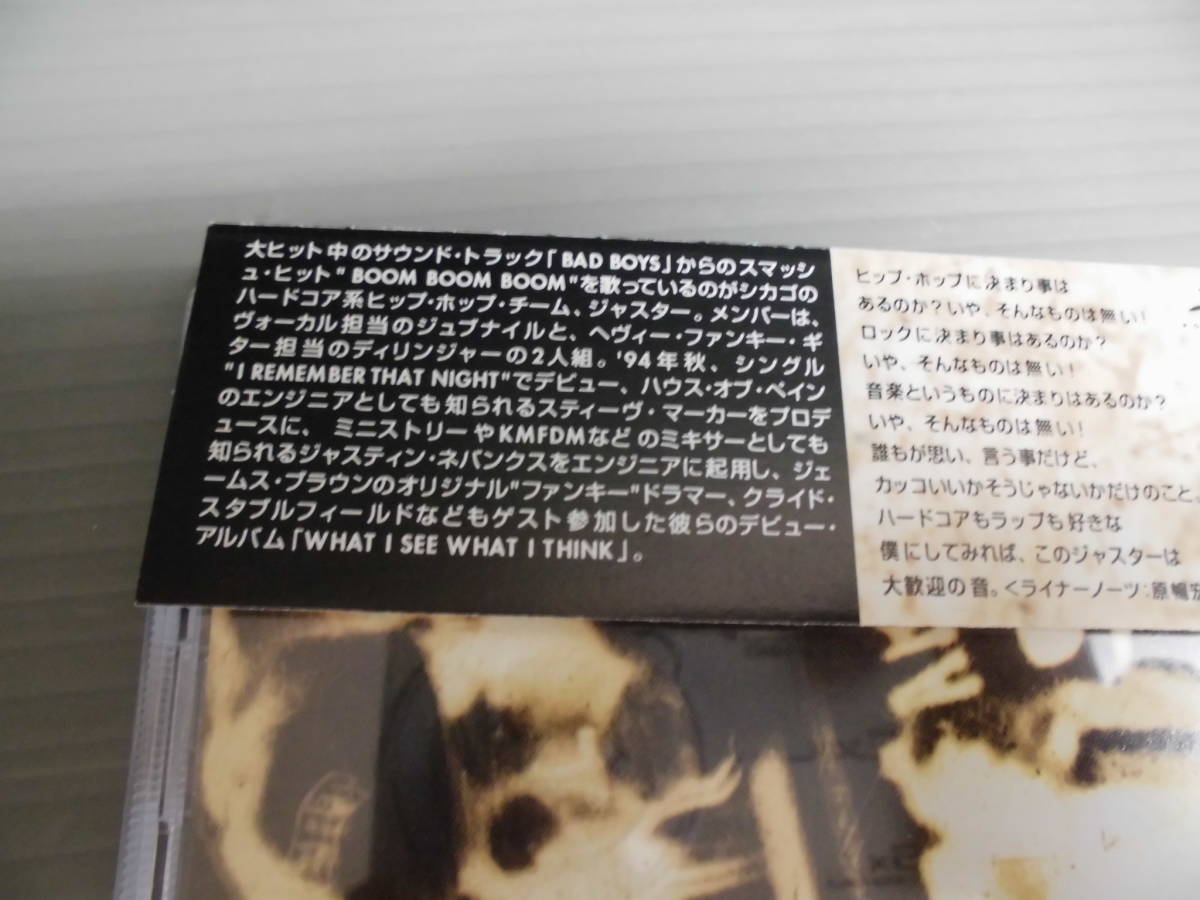 大ヒット中のサウンド・トラック「BAD BOYS」からのスマッシ
ュ・ヒット"BOOM BOOM BOOM"を歌っているのがシカゴの
ハードコア系ヒップ・ホップ・チーム、ジャスター。メンバーは、
ヴォーカル担当のジュブナイルと、ヘヴィー・ファンキー・ギ
ター担当のディリンジャーの2人組。'94年秋、シングル
"I REMEMBER THAT NIGHT"でデビュー、ハウス・オブ・ペイン
のエンジニアとしても知られるスティーヴ・マーカーをプロデ
ュースに、ミニストリーやKMFDMなどのミキサーとしても
知られるジャスティン・ネバンクスをエンジニアに起用し、ジェ
ームス・ブラウンのオリジナル"ファンキー"ドラマー、クライド・
スタブルフィールドなどもゲスト参加した彼らのデビュー・
アルバム「WHAT I SEE WHAT I THINK」。
ヒップ・ホップに決まり事は
あるのか?いや、そんなものは無い!
ロックに決まり事はあるのか?
いや、そんなものは無い!
音楽というものに決まりはあるのか?
いや、そんなものは無い!
誰もが思い、言う事だけど、
カッコいいかそうじゃないかだけのこと
ハードコアもラップも好きな
僕にしてみれば、このジャスターは
大歓迎の音。<ライナーノーツ:原